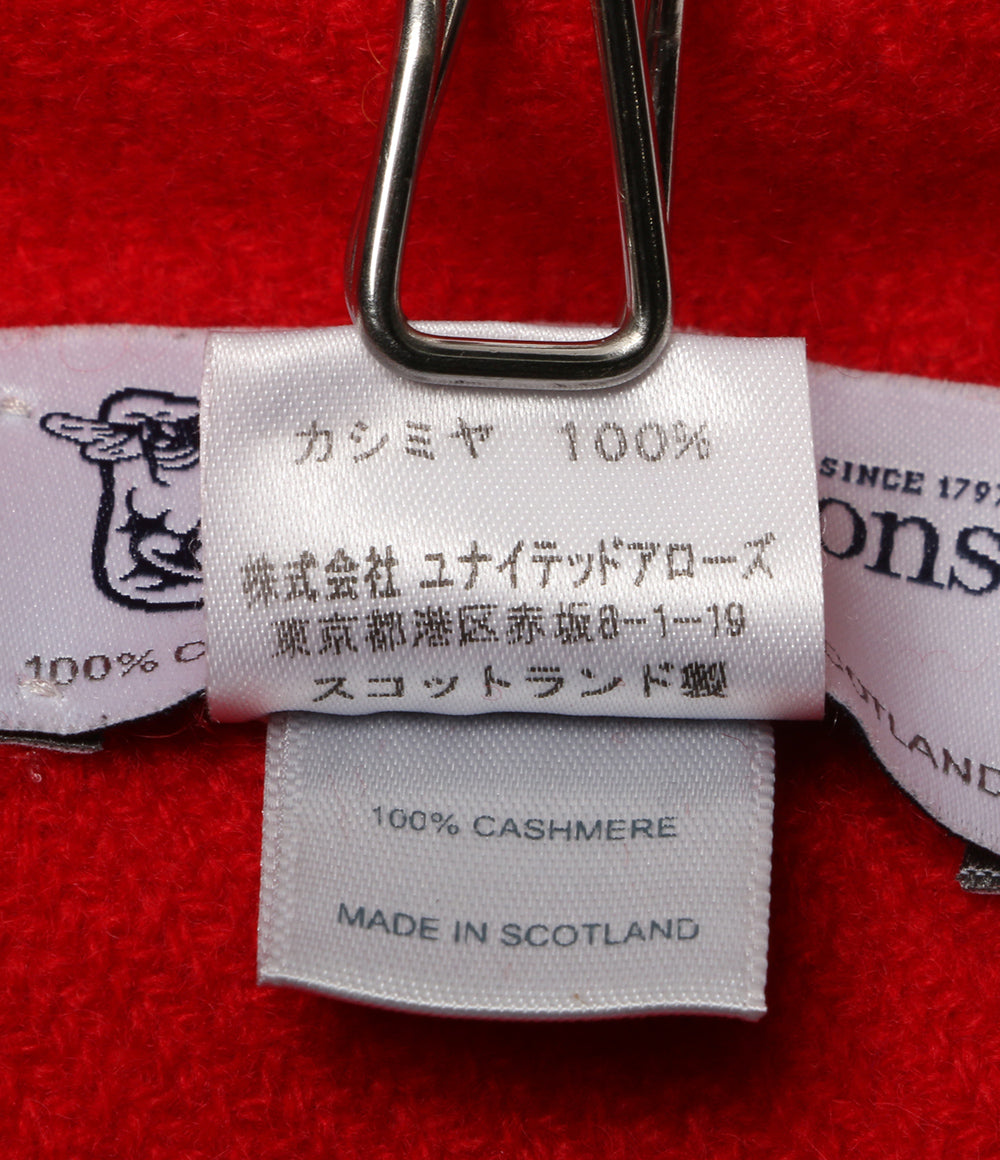 カシミヤ 100%
株式会社 ユナイテッドアローズ
東京都港区赤坂8-1-19
スコットランド製
SINCE 1797
ons
100% C
COTLAND
100% CASHMERE
MADE IN SCOTLAND